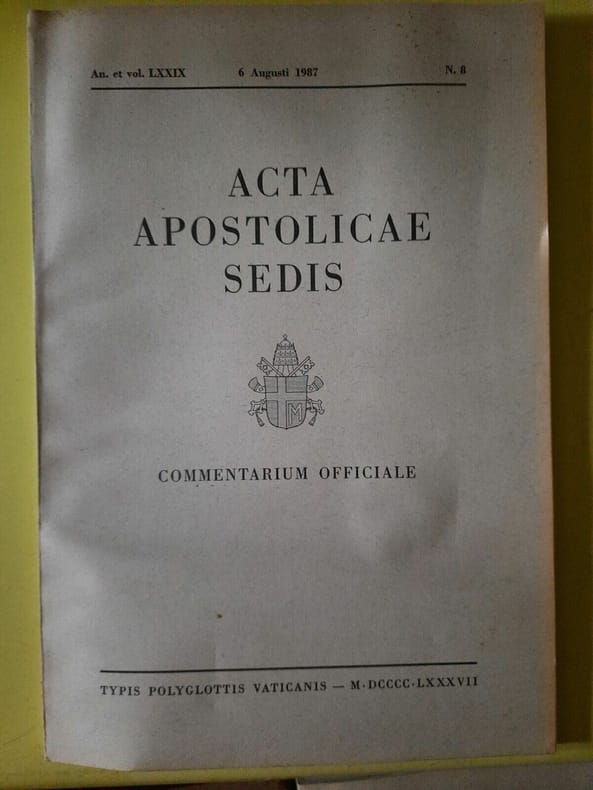 An. et vol. LXXIX 6 Augusti 1987 N. 8
ACTA
APOSTOLICAE
SEDIS
M
COMMENTARIUM OFFICIALE
TYPIS POLYGLOTTIS VATICANIS — M·DCCCC·LXXXVII